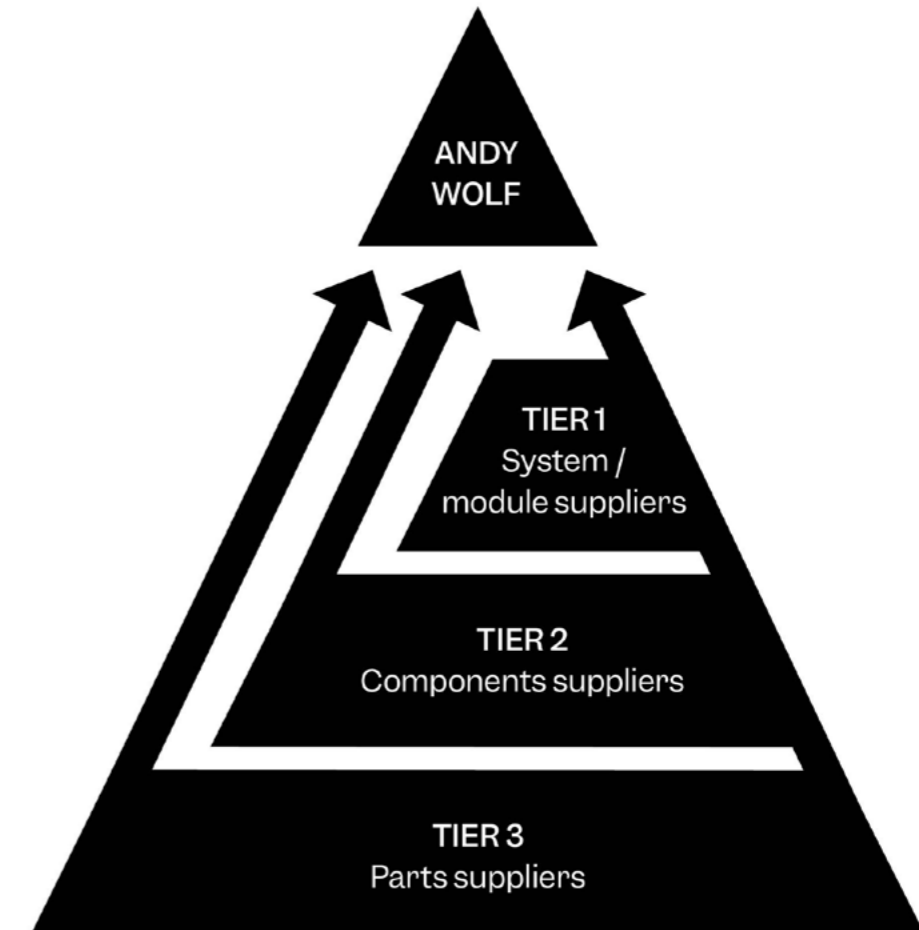 ANDY
WOLF
TIER 1
System /
module suppliers
TIER 2
Components suppliers
TIER 3
Parts suppliers